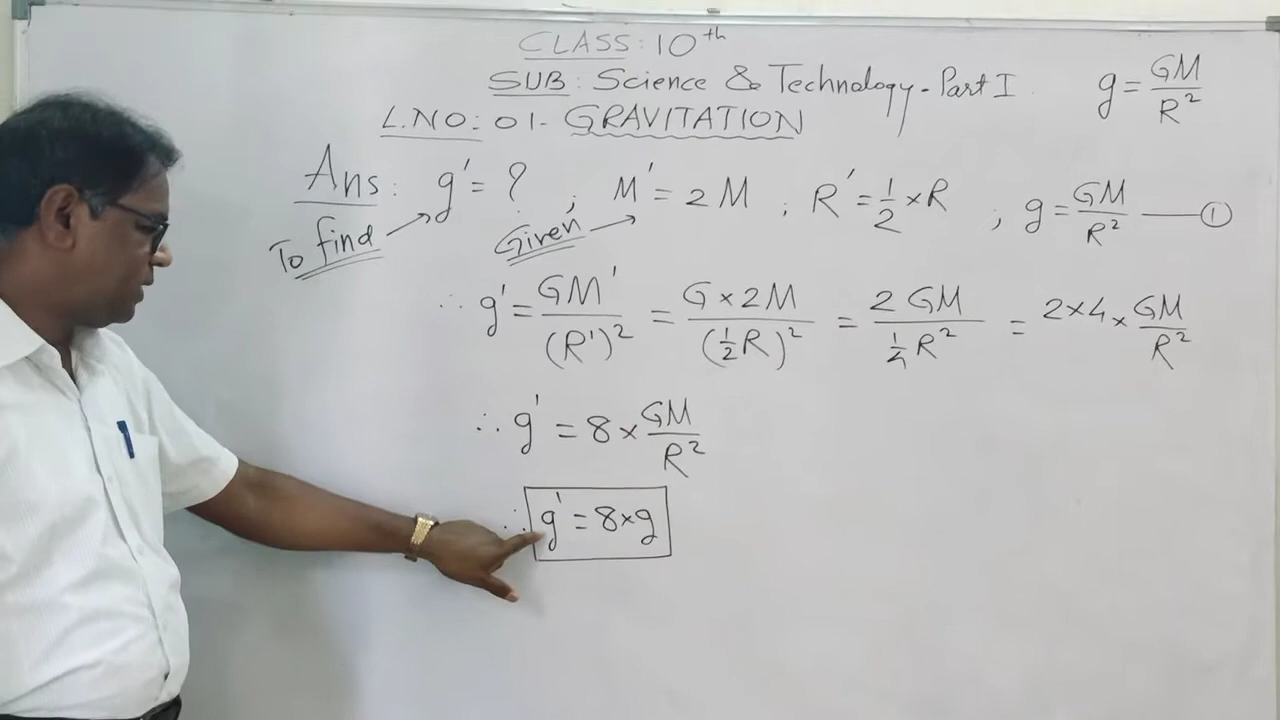 CLASS: 10th
SUB: Science & Technology - Part I
g = GM/R²
L.NO: 01 - GRAVITATION
Ans: g' = ? ; M' = 2M ; R' = 1/2 × R ; g = GM/R² —— ①
To find → Given →
∴ g' = GM'/(R')² = G × 2M/(1/2 R)² = 2GM/(1/4 R²) = 2×4 × GM/R²
∴ g' = 8 × GM/R²
∴ g' = 8×g